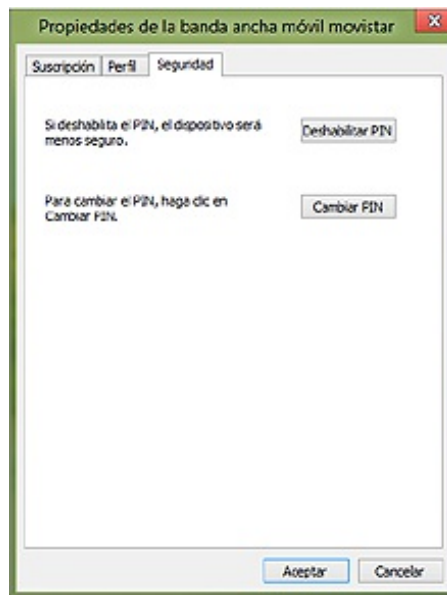 Propiedades de la banda ancha móvil movistar
Suscripción Perfil Seguridad
Si deshabilita el PIN, el dispositivo será
menos seguro.
Deshabilitar PIN
Para cambiar el PIN, haga clic en
Cambiar PIN.
Cambiar PIN
Aceptar Cancelar